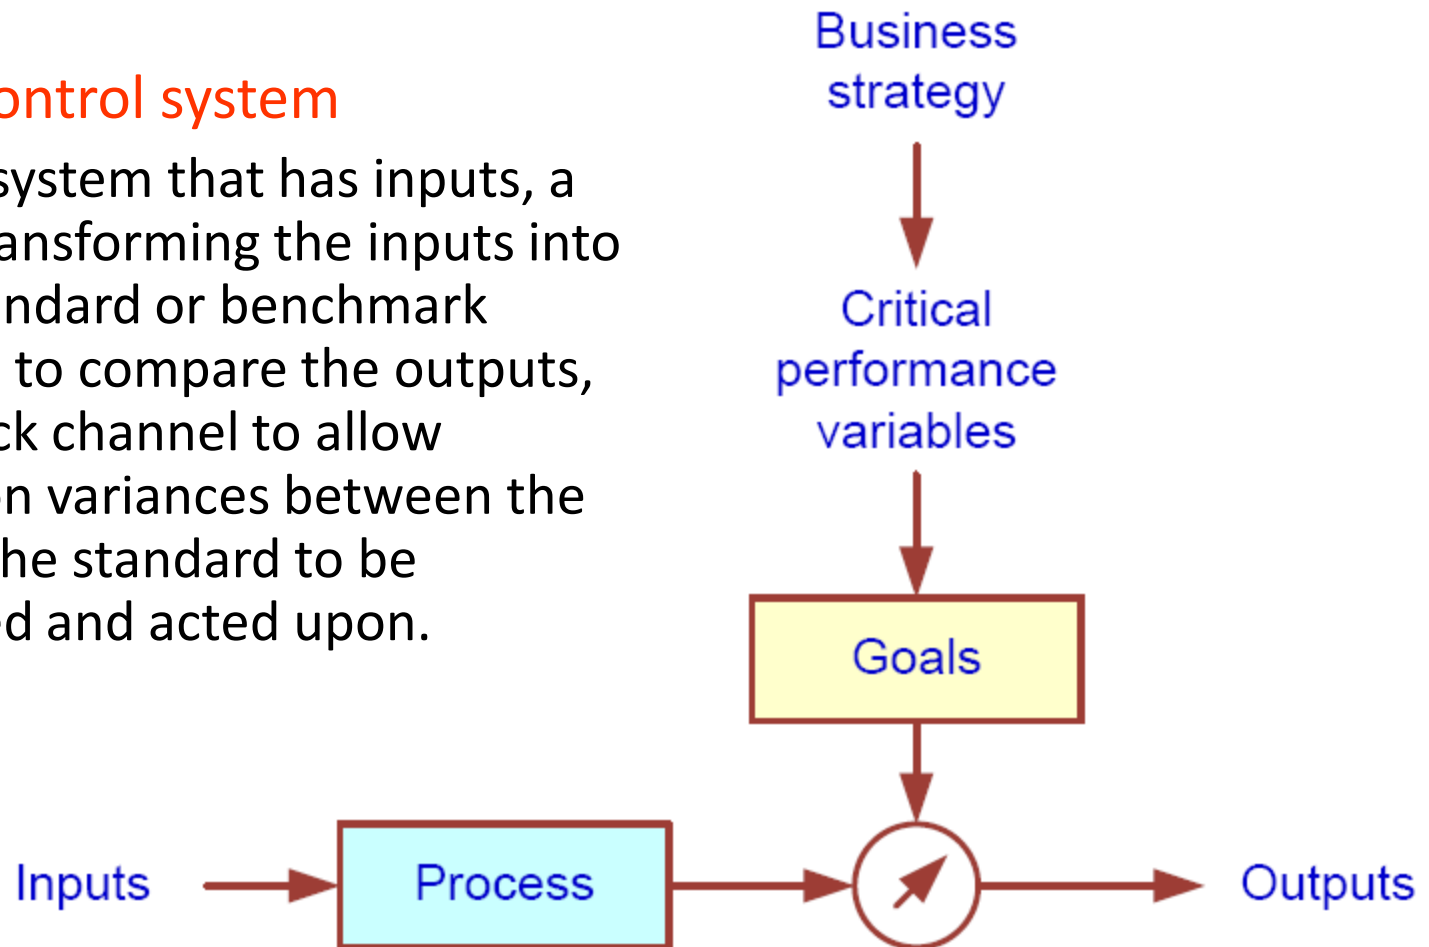 ontrol system
system that has inputs, a
ansforming the inputs into
ndard or benchmark
to compare the outputs,
ck channel to allow
n variances between the
he standard to be
ed and acted upon.
Business
strategy
Critical
performance
variables
Goals
Inputs
Process
Outputs